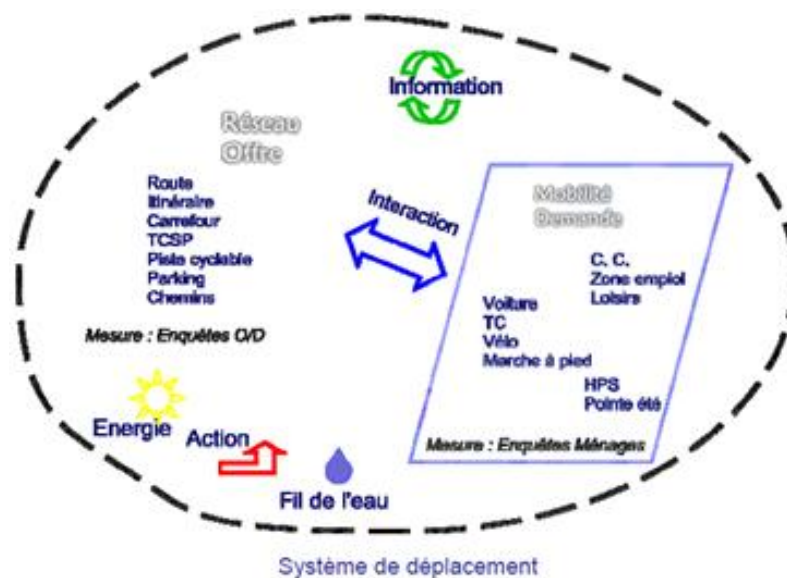 Information
Réseau
Offre
Route
Itinéraire
Carrefour
TCSP
Piste cyclable
Parking
Chemins
Mesure : Enquêtes O/D
Interaction
Mobilité
Demande
C. C.
Zone emploi
Loisirs
Voiture
TC
Vélo
Marche à pied
HPS
Pointe été
Mesure : Enquêtes Ménages
Energie
Action
Fil de l'eau
Système de déplacement